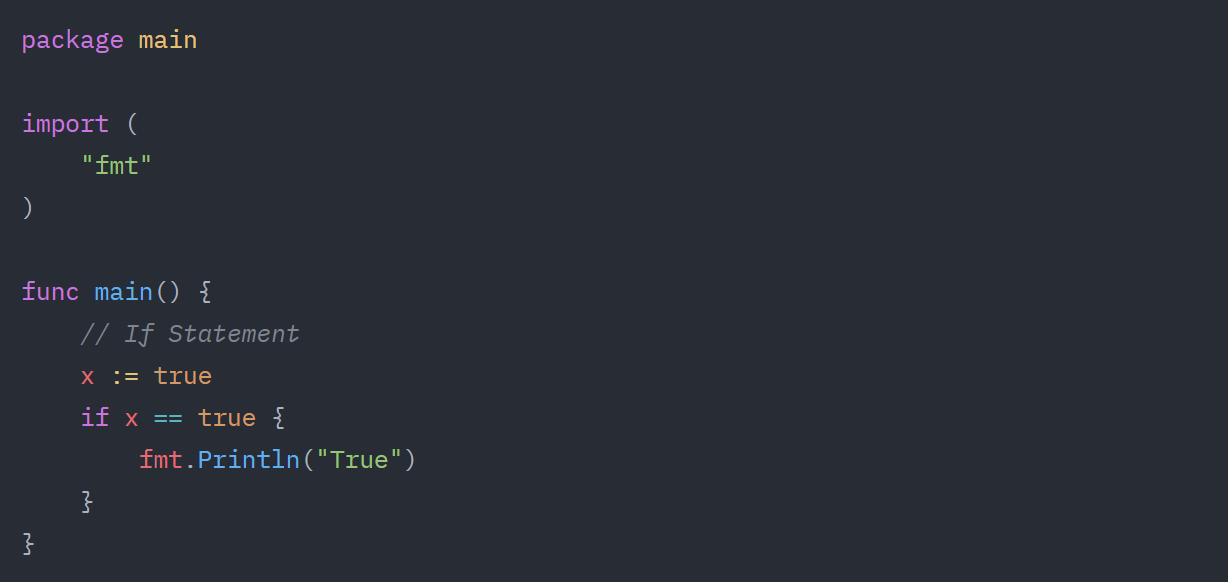 package main
import (
    "fmt"
)
func main() {
    // If Statement
    x := true
    if x == true {
        fmt.Println("True")
    }
}